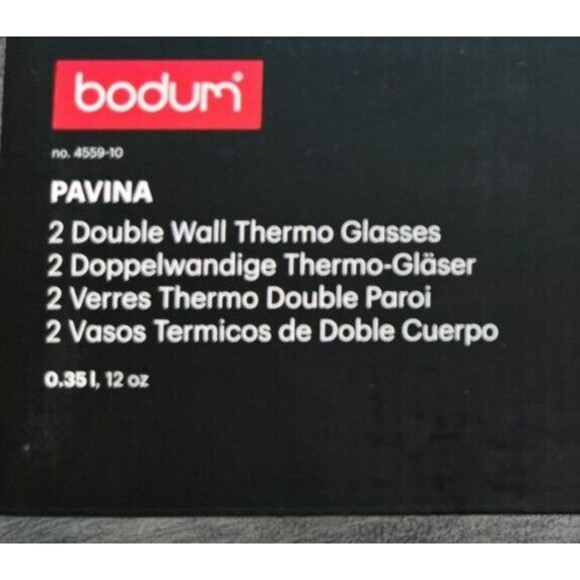 bodum
no. 4559-10
PAVINA
2 Double Wall Thermo Glasses
2 Doppelwandige Thermo-Gläser
2 Verres Thermo Double Paroi
2 Vasos Termicos de Doble Cuerpo
0.35 l, 12 oz